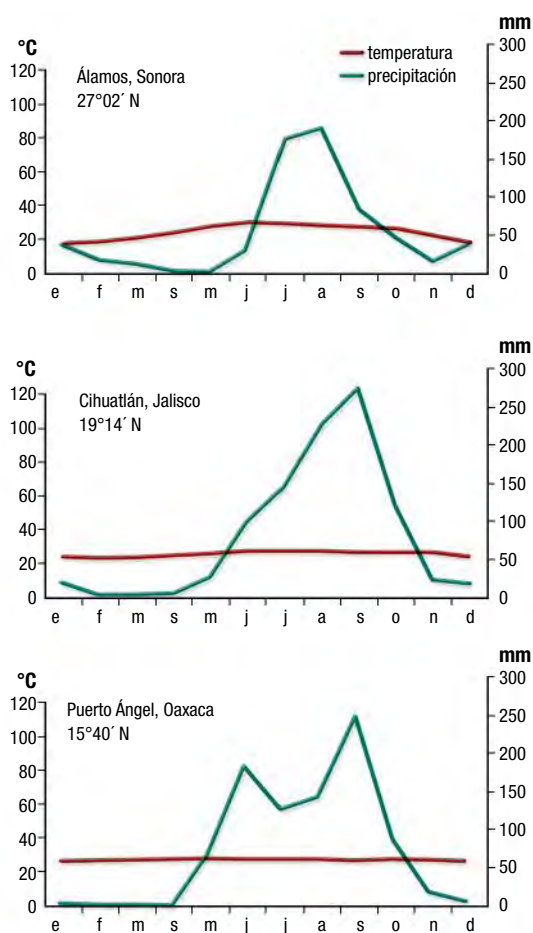 mm
°C
temperatura
precipitación
Álamos, Sonora
27°02´ N
120
100
80
60
40
20
0
300
250
200
150
100
50
0
e f m s m j j a s o n d
mm
°C
Cihuatlán, Jalisco
19°14´ N
120
100
80
60
40
20
0
300
250
200
150
100
50
0
e f m s m j j a s o n d
mm
°C
Puerto Ángel, Oaxaca
15°40´ N
120
100
80
60
40
20
0
300
250
200
150
100
50
0
e f m s m j j a s o n d